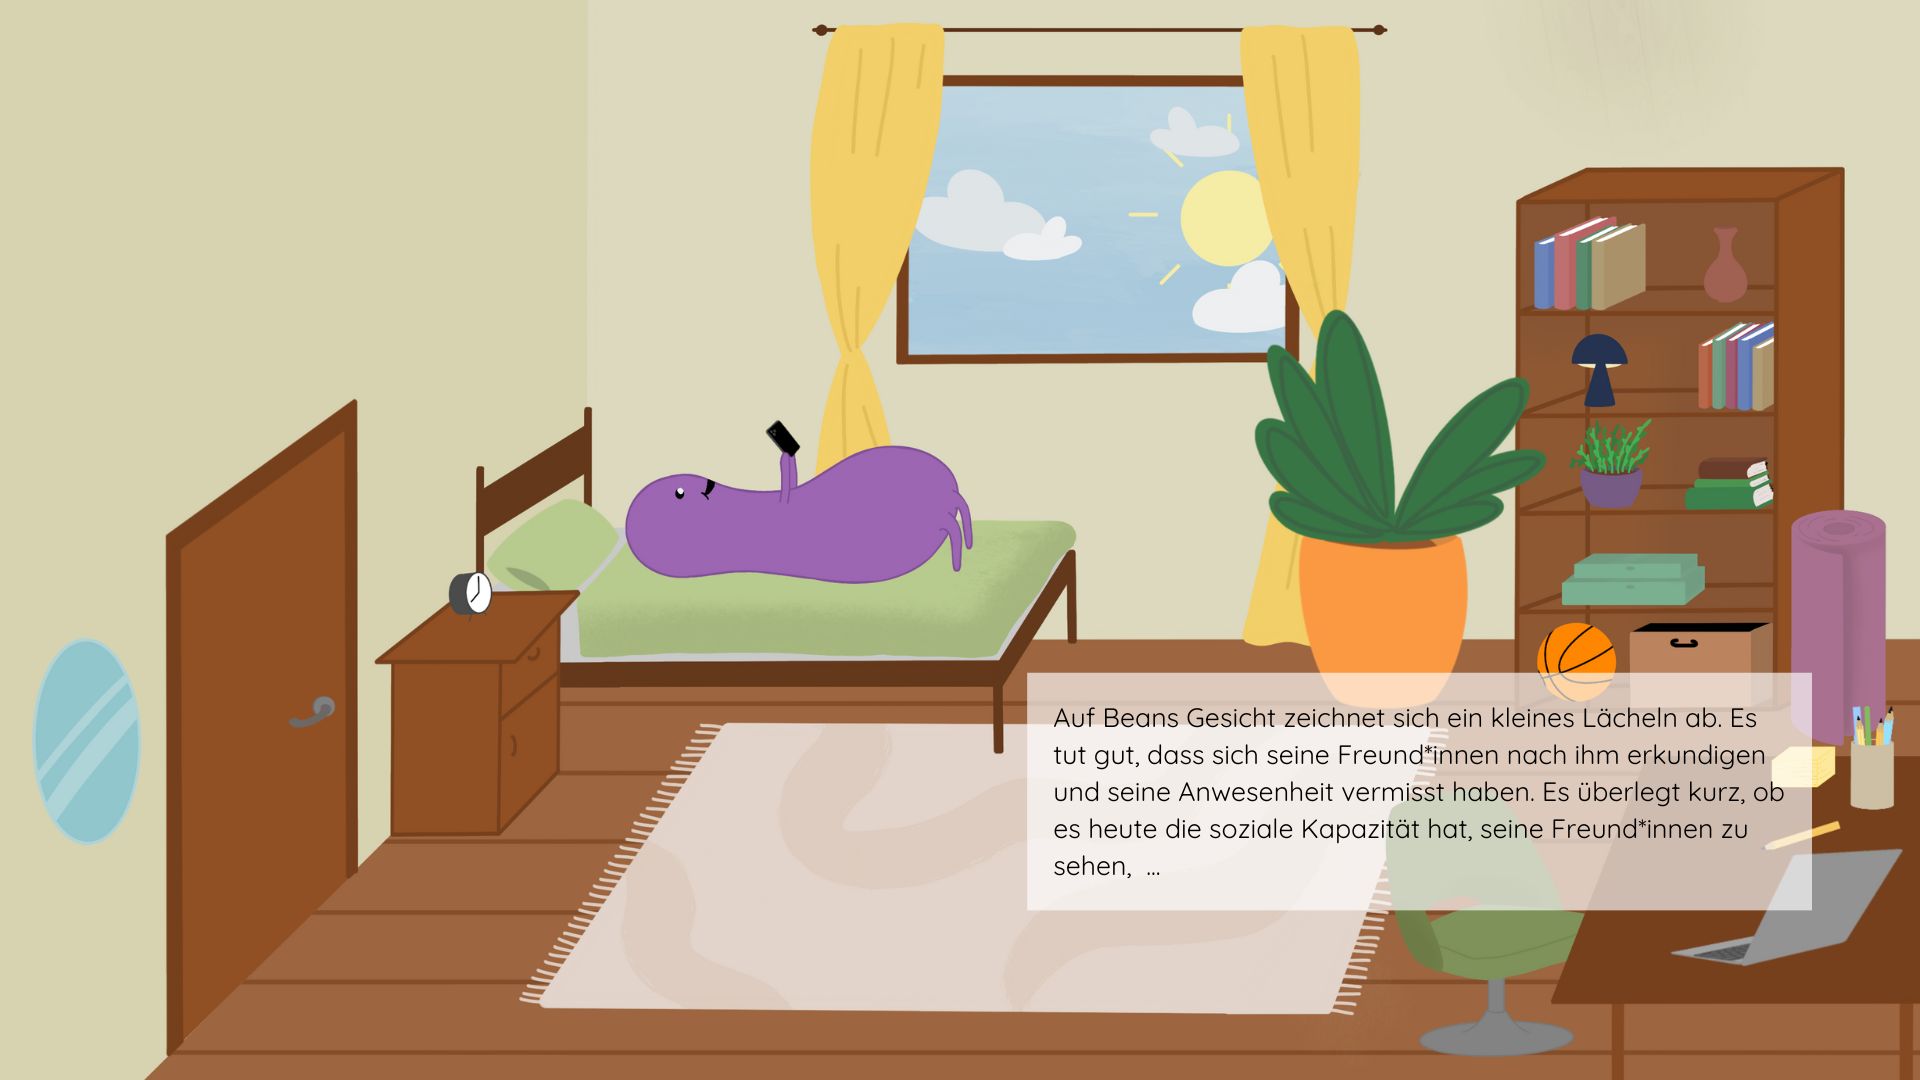 Auf Beans Gesicht zeichnet sich ein kleines Lächeln ab. Es
tut gut, dass sich seine Freund*innen nach ihm erkundigen
und seine Anwesenheit vermisst haben. Es überlegt kurz, ob
es heute die soziale Kapazität hat, seine Freund*innen zu
sehen,  ...